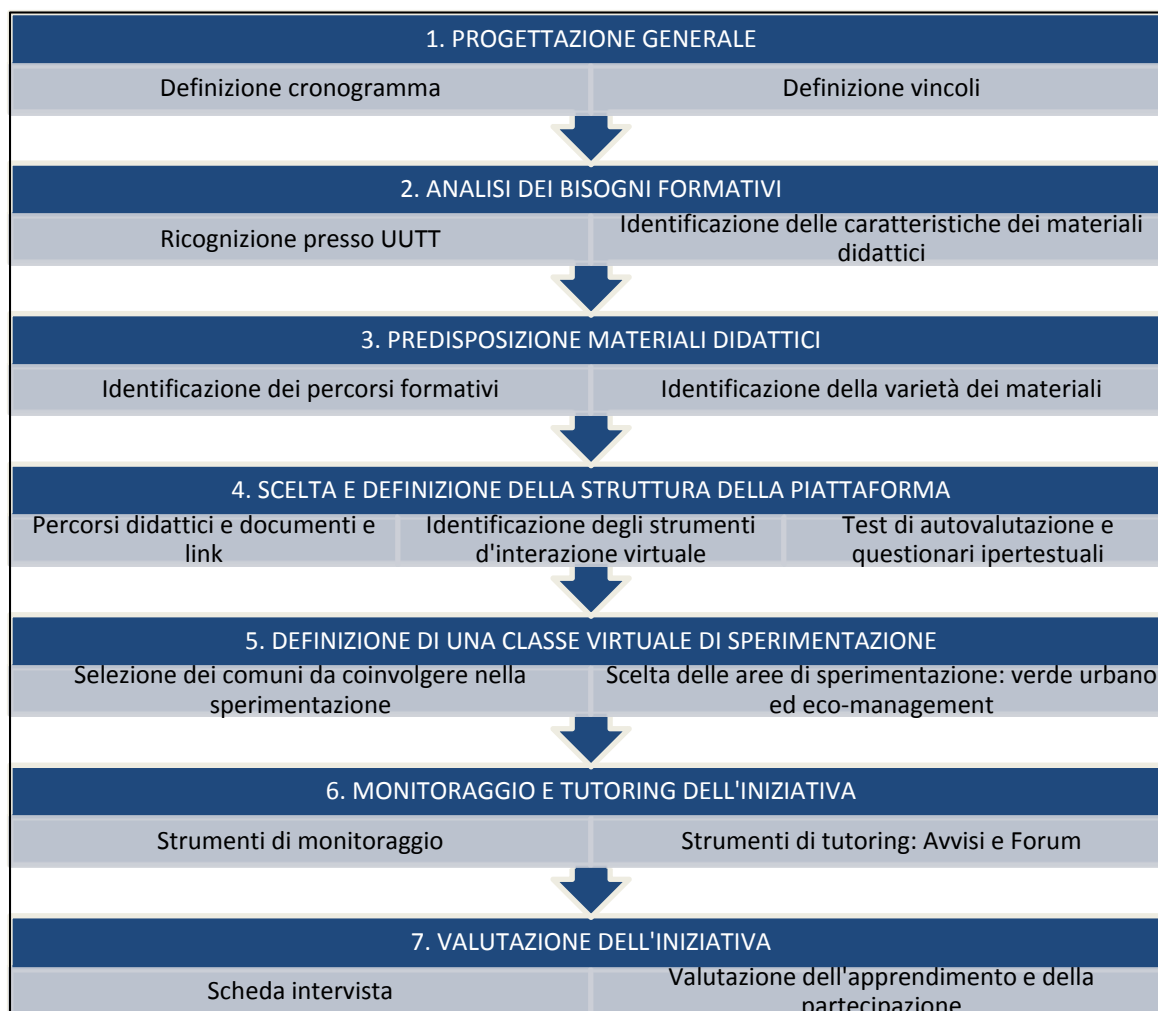 1. PROGETTAZIONE GENERALE
Definizione cronogramma
Definizione vincoli
2. ANALISI DEI BISOGNI FORMATIVI
Ricognizione presso UUTT
Identificazione delle caratteristiche dei materiali
didattici
3. PREDISPOSIZIONE MATERIALI DIDATTICI
Identificazione dei percorsi formativi
Identificazione della varietà dei materiali
4. SCELTA E DEFINIZIONE DELLA STRUTTURA DELLA PIATTAFORMA
Percorsi didattici e documenti e
link
Identificazione degli strumenti
d'interazione virtuale
Test di autovalutazione e
questionari ipertestuali
5. DEFINIZIONE DI UNA CLASSE VIRTUALE DI SPERIMENTAZIONE
Selezione dei comuni da coinvolgere nella
sperimentazione
Scelta delle aree di sperimentazione: verde urbano
ed eco-management
6. MONITORAGGIO E TUTORING DELL'INIZIATIVA
Strumenti di monitoraggio
Strumenti di tutoring: Avvisi e Forum
7. VALUTAZIONE DELL'INIZIATIVA
Scheda intervista
Valutazione dell'apprendimento e della
partecipazione